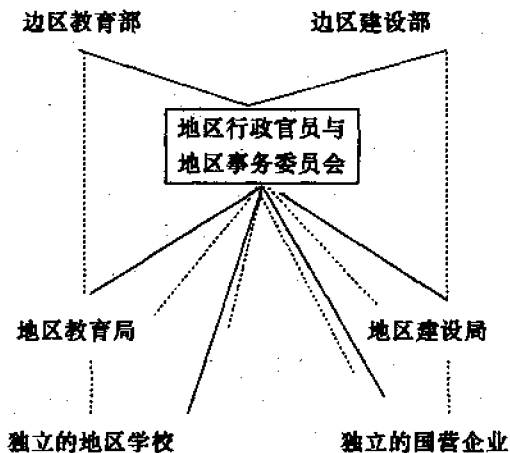 边区教育部
边区建设部
地区行政官员与
地区事务委员会
地区教育局
地区建设局
独立的地区学校
独立的国营企业